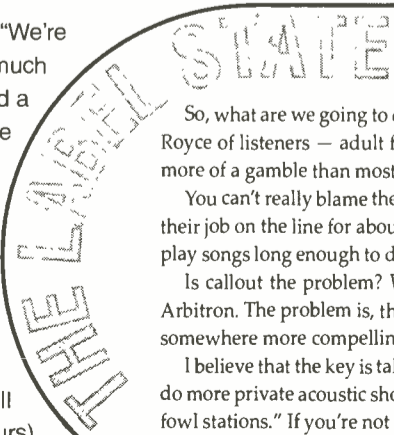 “We're
much
d a
e
ll
urs)
THE LABEL STATE
So, what are we going to
Royce of listeners — adult f
more of a gamble than most
You can't really blame the
their job on the line for abou
play songs long enough to d
Is callout the problem?
Arbitron. The problem is, th
somewhere more compellin
I believe that the key is tal
do more private acoustic sho
fowl stations.” If you're not